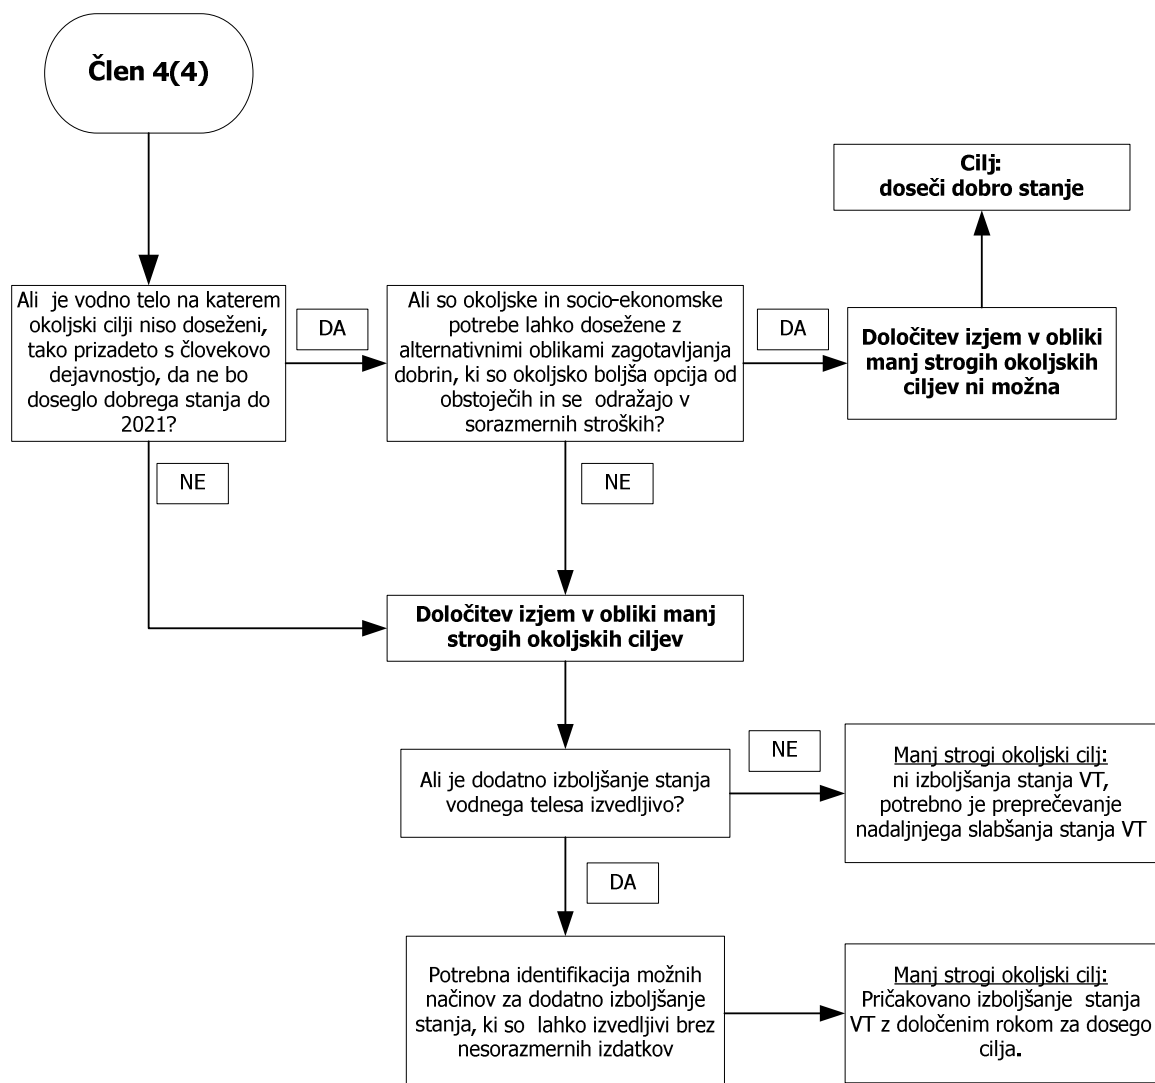 Člen 4(4)
Cilj:
doseči dobro stanje
Ali je vodno telo na katerem
okoljski cilji niso doseženi,
tako prizadeto s človekovo
dejavnostjo, da ne bo
doseglo dobrega stanja do
2021?
DA
Ali so okoljske in socio-ekonomske
potrebe lahko dosežene z
alternativnimi oblikami zagotavljanja
dobrin, ki so okoljsko boljša opcija od
obstoječih in se odražajo v
sorazmernih stroških?
DA
Določitev izjem v obliki
manj strogih okoljskih
ciljev ni možna
NE
NE
Določitev izjem v obliki manj
strogih okoljskih ciljev
Ali je dodatno izboljšanje stanja
vodnega telesa izvedljivo?
NE
Manj strogi okoljski cilj:
ni izboljšanja stanja VT,
potrebno je preprečevanje
nadaljnjega slabšanja stanja VT
DA
Potrebna identifikacija možnih
načinov za dodatno izboljšanje
stanja, ki so lahko izvedljivi brez
nesorazmernih izdatkov
Manj strogi okoljski cilj:
Pričakovano izboljšanje stanja
VT z določenim rokom za dosego
cilja.